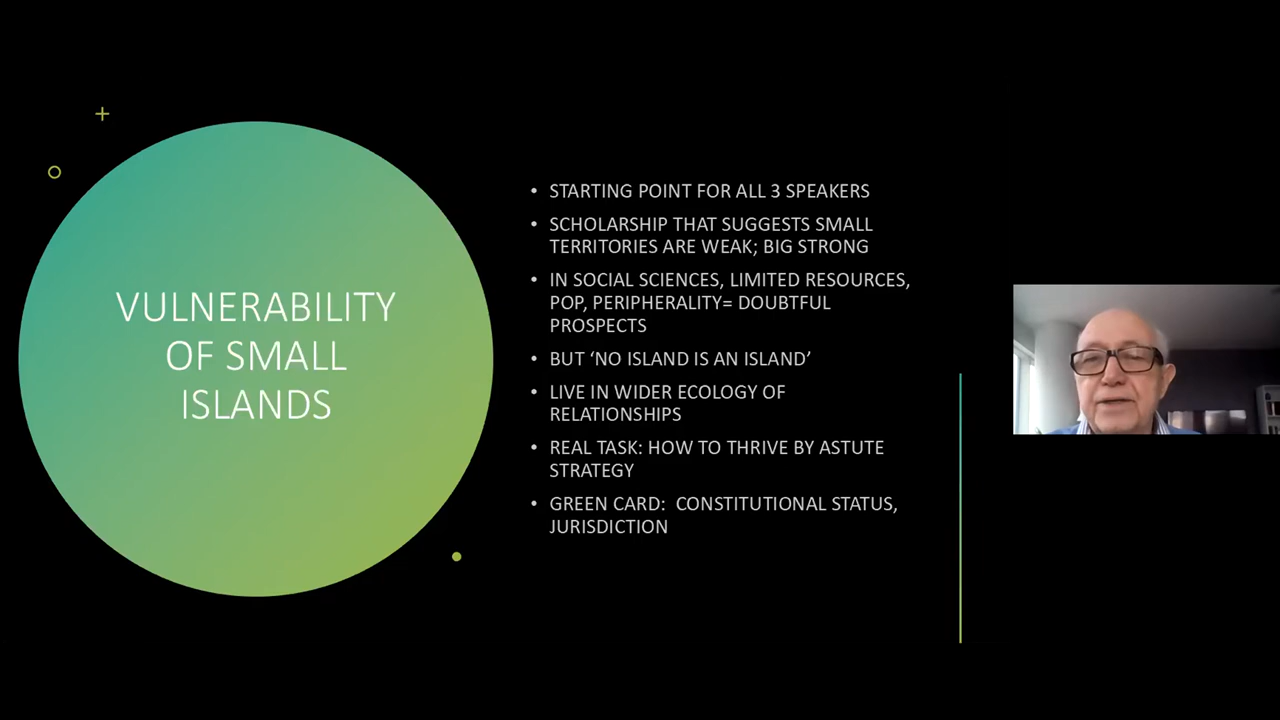 VULNERABILITY
OF SMALL
ISLANDS
• STARTING POINT FOR ALL 3 SPEAKERS
• SCHOLARSHIP THAT SUGGESTS SMALL
TERRITORIES ARE WEAK; BIG STRONG
• IN SOCIAL SCIENCES, LIMITED RESOURCES,
POP, PERIPHERALITY= DOUBTFUL
PROSPECTS
• BUT ‘NO ISLAND IS AN ISLAND’
• LIVE IN WIDER ECOLOGY OF
RELATIONSHIPS
• REAL TASK: HOW TO THRIVE BY ASTUTE
STRATEGY
• GREEN CARD:  CONSTITUTIONAL STATUS,
JURISDICTION